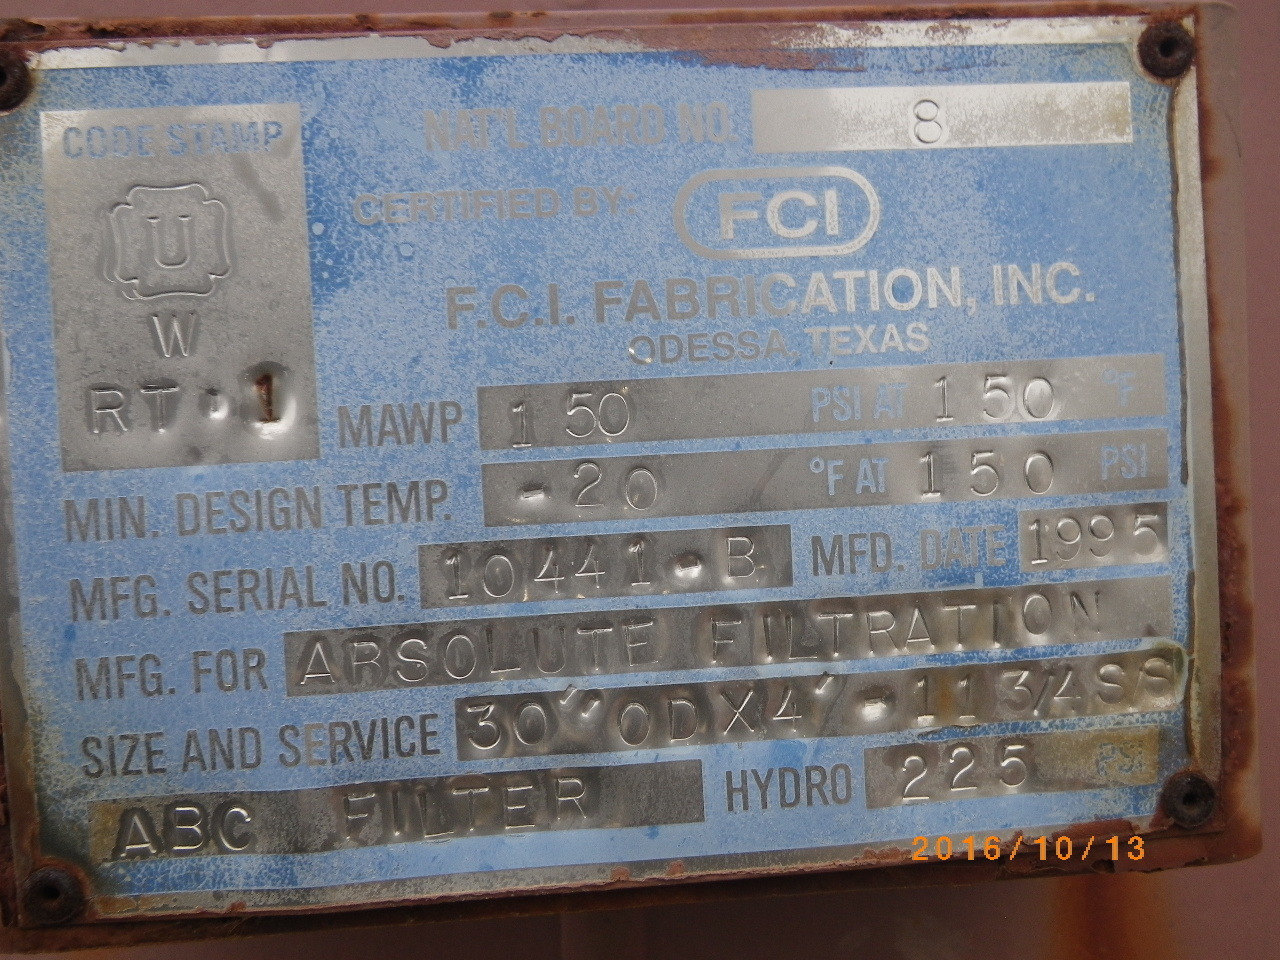 CODE STAMP
U
W
RT-1
NAT'L BOARD NO. 8
CERTIFIED BY: FCI
F.C.I. FABRICATION, INC.
ODESSA, TEXAS
MAWP 150 PSI AT 150 °F
MIN. DESIGN TEMP. -20 °F AT 150 PSI
MFG. SERIAL NO. 10441-B MFD. DATE 1995
MFG. FOR ABSOLUTE FILTRATION
SIZE AND SERVICE 30"ODX4'-11 3/4 S/S
ABC FILTER HYDRO 225 PSI
2016/10/13